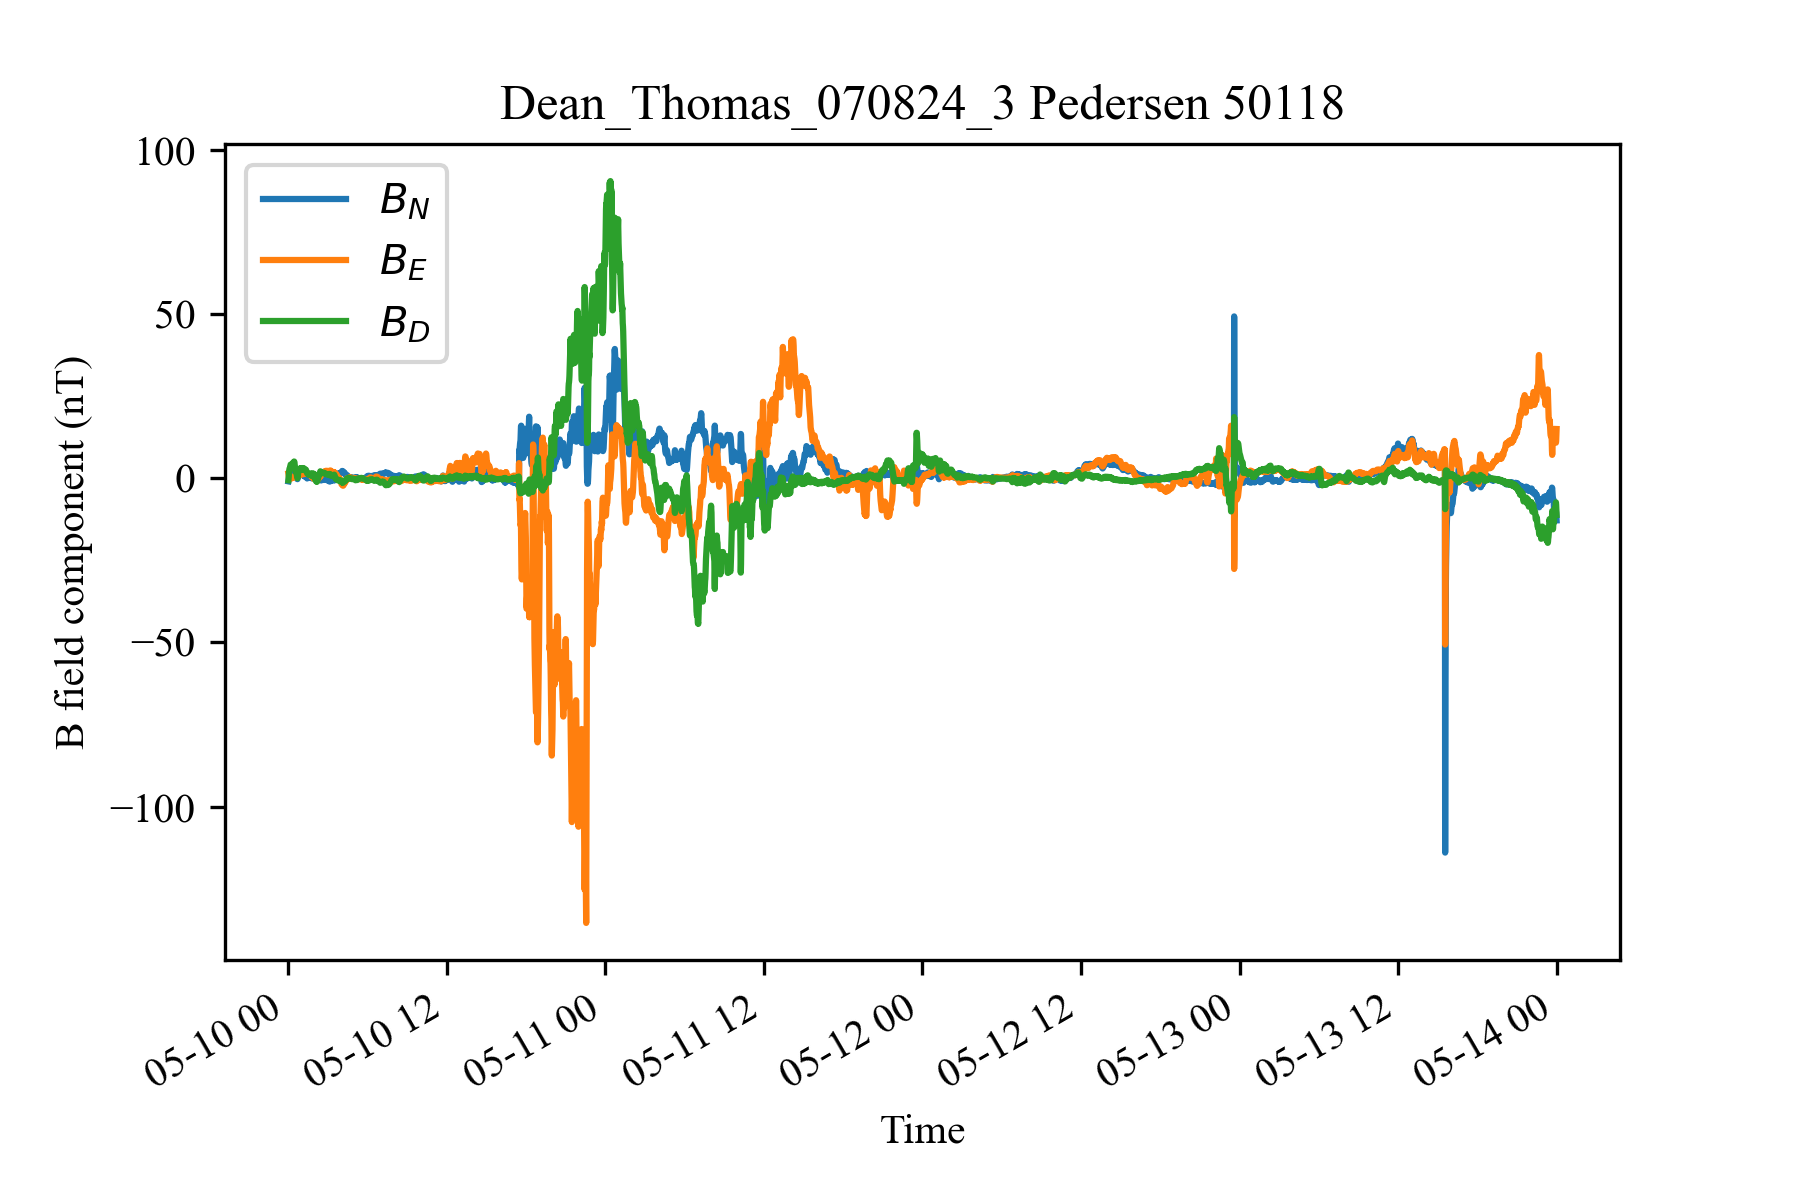 Dean_Thomas_070824_3 Pedersen 50118
B_N
B_E
B_D
B field component (nT)
100
50
0
−50
−100
05-10 00
05-10 12
05-11 00
05-11 12
05-12 00
05-12 12
05-13 00
05-13 12
05-14 00
Time